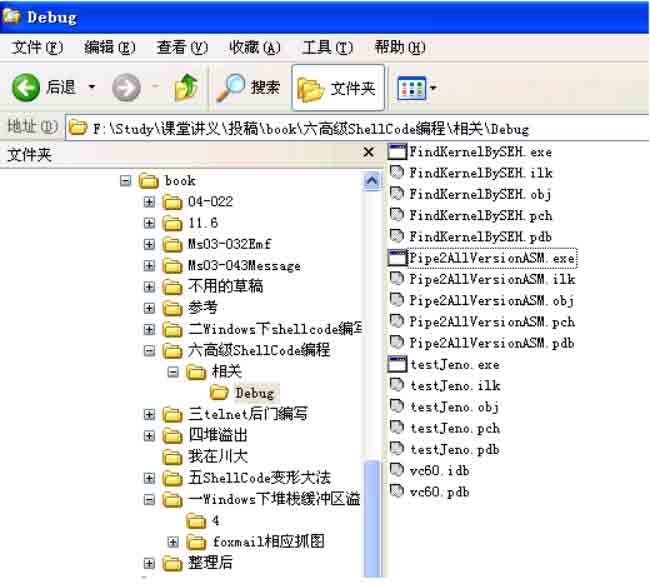 Debug
文件(F) 编辑(E) 查看(V) 收藏(A) 工具(T) 帮助(H)
后退 搜索 文件夹
地址(D) F:\Study\课堂讲义\投稿\book\六高级ShellCode编程\相关\Debug
文件夹
book
04-022
11.6
Ms03-032Emf
Ms03-043Message
不用的草稿
参考
二Windows下shellcode编写
六高级ShellCode编程
相关
Debug
三telnet后门编写
四堆溢出
我在川大
五ShellCode变形大法
一Windows下堆栈缓冲区溢
4
foxmail相应抓图
整理后
FindKernelBySEH.exe
FindKernelBySEH.ilk
FindKernelBySEH.obj
FindKernelBySEH.pch
FindKernelBySEH.pdb
Pipe2AllVersionASM.exe
Pipe2AllVersionASM.ilk
Pipe2AllVersionASM.obj
Pipe2AllVersionASM.pch
Pipe2AllVersionASM.pdb
testJeno.exe
testJeno.ilk
testJeno.obj
testJeno.pch
testJeno.pdb
vc60.idb
vc60.pdb